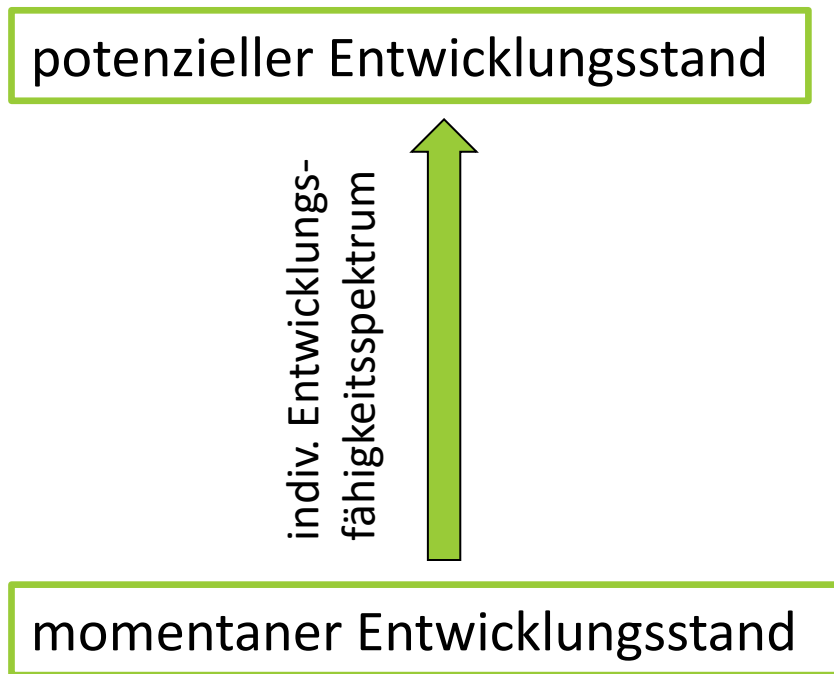 potenzieller Entwicklungsstand
indiv. Entwicklungs-
fähigkeitsspektrum
momentaner Entwicklungsstand